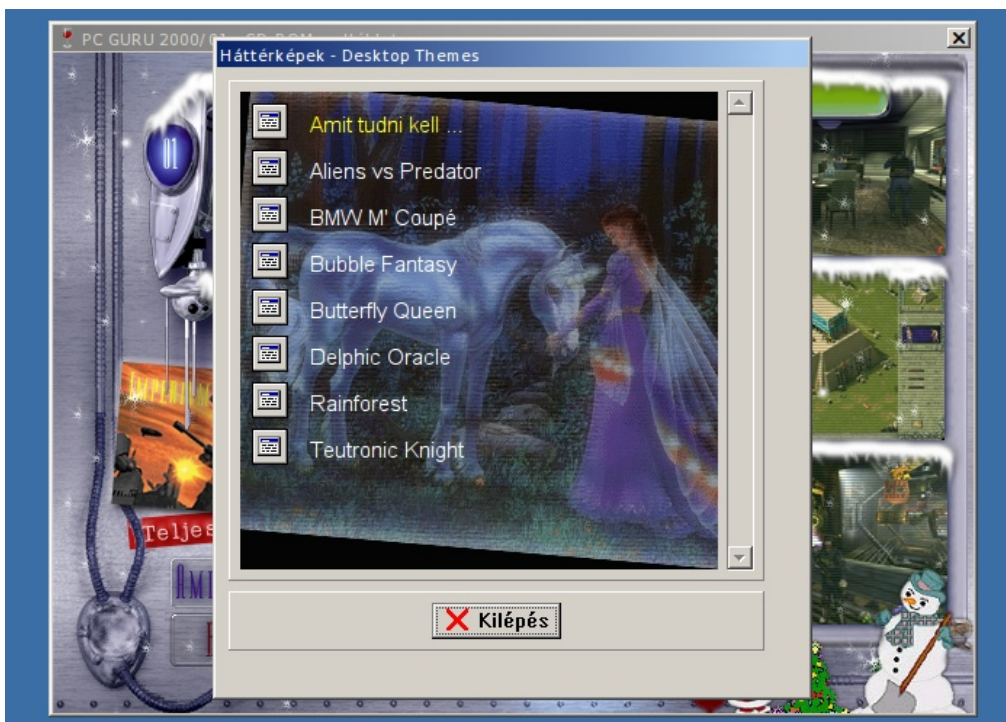 PC GURU 2000/
Háttérképek - Desktop Themes
Amit tudni kell ...
Aliens vs Predator
BMW M' Coupé
Bubble Fantasy
Butterfly Queen
Delphic Oracle
Rainforest
Teutronic Knight
Kilépés
01
Teljes